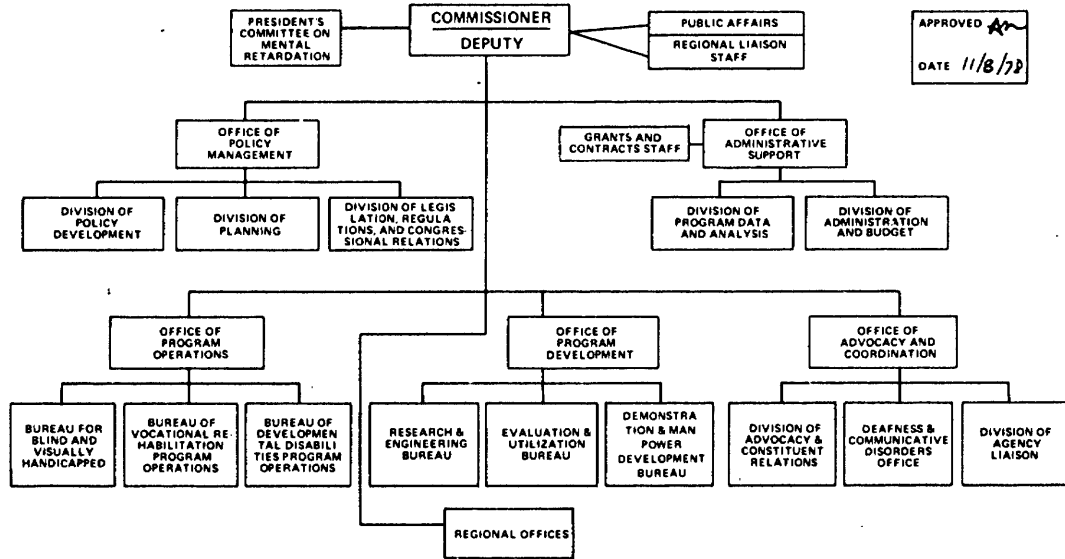 PRESIDENT'S
COMMITTEE ON
MENTAL
RETARDATION
COMMISSIONER
DEPUTY
PUBLIC AFFAIRS
REGIONAL LIAISON
STAFF
APPROVED
DATE 11/8/78
OFFICE OF
POLICY
MANAGEMENT
GRANTS AND
CONTRACTS STAFF
OFFICE OF
ADMINISTRATIVE
SUPPORT
DIVISION OF
POLICY
DEVELOPMENT
DIVISION OF
PLANNING
DIVISION OF LEGIS
LATION, REGULA
TIONS, AND CONGRES-
SIONAL RELATIONS
DIVISION OF
PROGRAM DATA
AND ANALYSIS
DIVISION OF
ADMINISTRATION
AND BUDGET
OFFICE OF
PROGRAM
OPERATIONS
OFFICE OF
PROGRAM
DEVELOPMENT
OFFICE OF
ADVOCACY AND
COORDINATION
BUREAU FOR
BLIND AND
VISUALLY
HANDICAPPED
BUREAU OF
VOCATIONAL RE-
HABILITATION
PROGRAM
OPERATIONS
BUREAU OF
DEVELOPMEN
TAL DISABILI
TIES PROGRAM
OPERATIONS
RESEARCH &
ENGINEERING
BUREAU
EVALUATION &
UTILIZATION
BUREAU
DEMONSTRA
TION & MAN
POWER
DEVELOPMENT
BUREAU
DIVISION OF
ADVOCACY &
CONSTITUENT
RELATIONS
DEAFNESS &
COMMUNICATIVE
DISORDERS
OFFICE
DIVISION OF
AGENCY
LIAISON
REGIONAL OFFICES